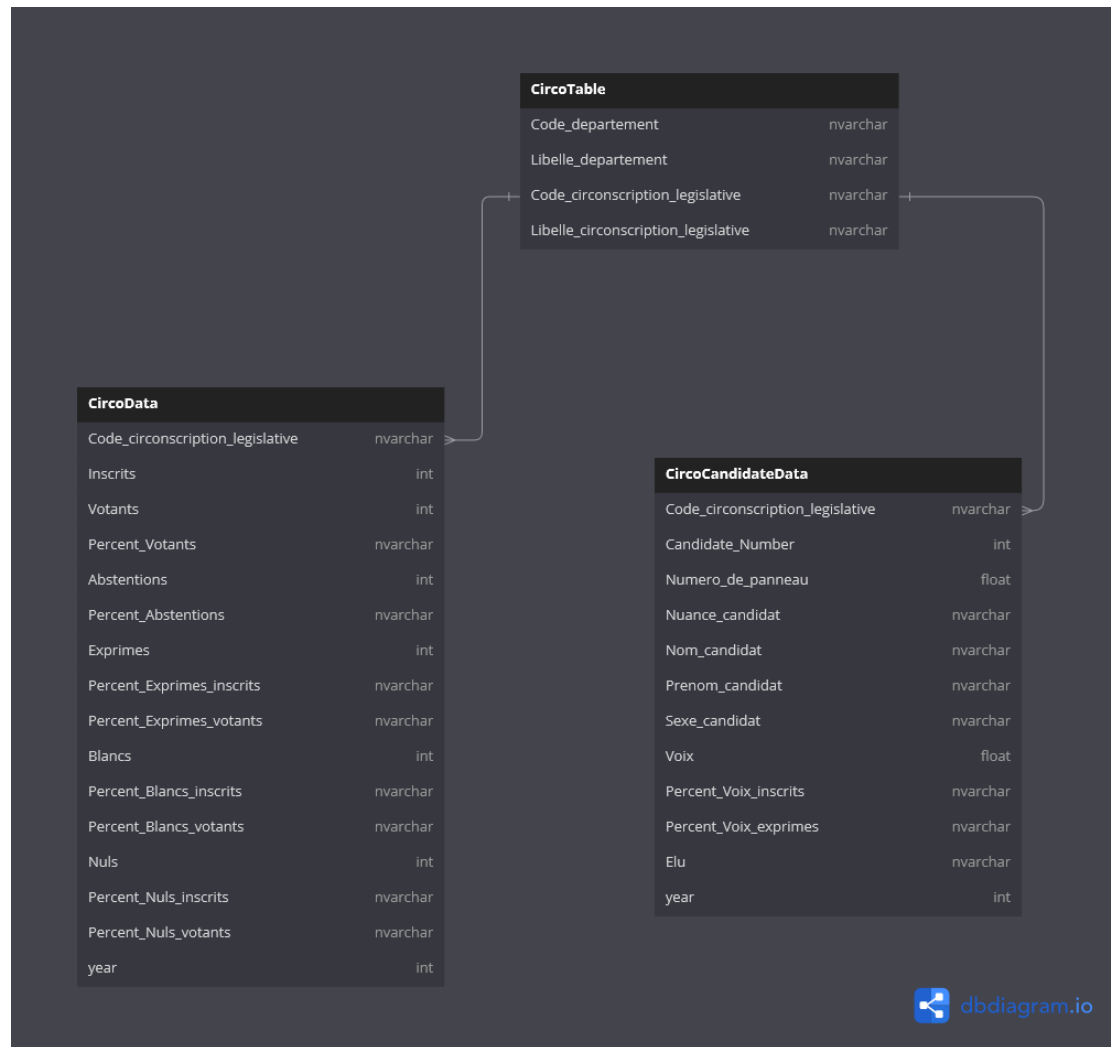 CircoTable
Code_departement nvarchar
Libelle_departement nvarchar
Code_circonscription_legislative nvarchar
Libelle_circonscription_legislative nvarchar
CircoData
Code_circonscription_legislative nvarchar
Inscrits int
Votants int
Percent_Votants nvarchar
Abstentions int
Percent_Abstentions nvarchar
Exprimes int
Percent_Exprimes_inscrits nvarchar
Percent_Exprimes_votants nvarchar
Blancs int
Percent_Blancs_inscrits nvarchar
Percent_Blancs_votants nvarchar
Nuls int
Percent_Nuls_inscrits nvarchar
Percent_Nuls_votants nvarchar
year int
CircoCandidateData
Code_circonscription_legislative nvarchar
Candidate_Number int
Numero_de_panneau float
Nuance_candidat nvarchar
Nom_candidat nvarchar
Prenom_candidat nvarchar
Sexe_candidat nvarchar
Voix float
Percent_Voix_inscrits nvarchar
Percent_Voix_exprimes nvarchar
Elu nvarchar
year int
dbdiagram.io